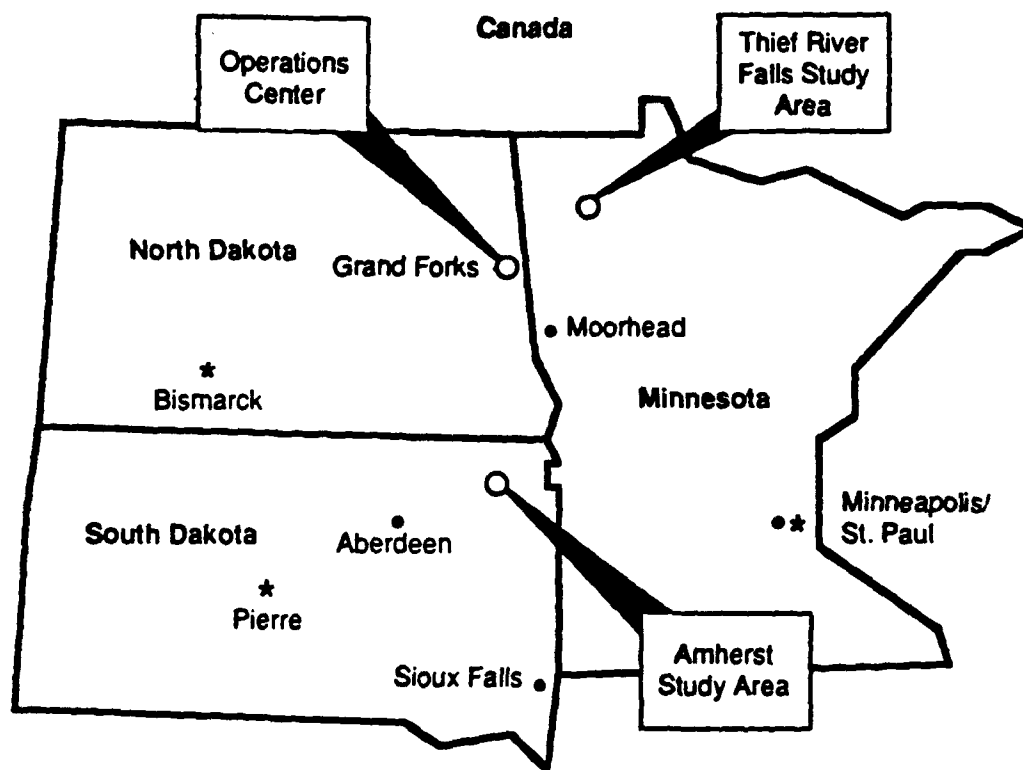 Canada
Operations
Center
Thief River
Falls Study
Area
North Dakota
Grand Forks
Moorhead
*
Bismarck
Minnesota
South Dakota
Aberdeen
*
Minneapolis/
St. Paul
*
Pierre
Sioux Falls
Amherst
Study Area